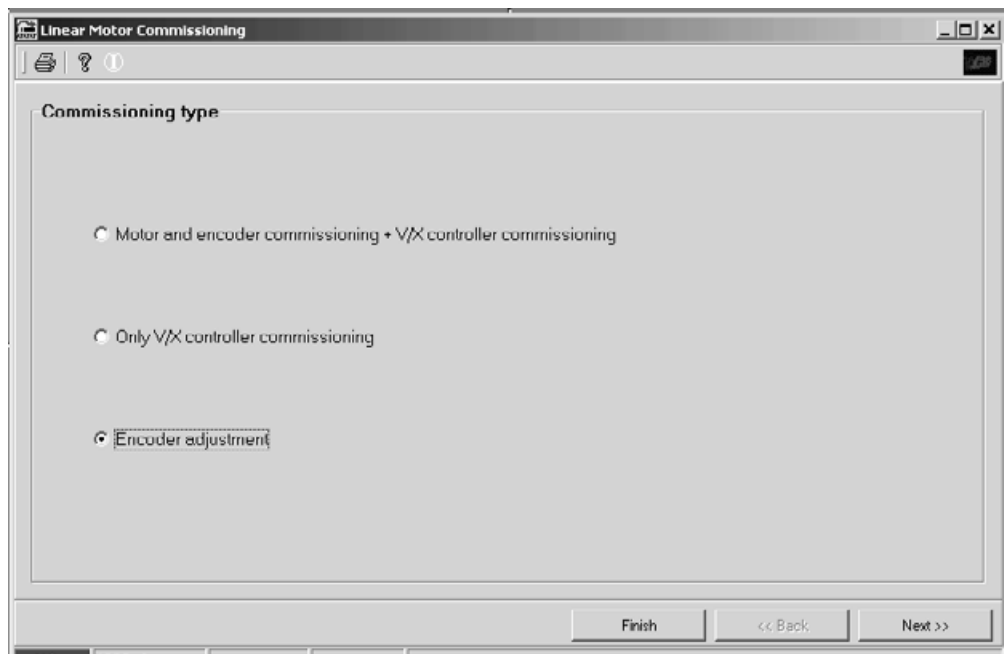 Linear Motor Commissioning
Commissioning type
Motor and encoder commissioning + V/X controller commissioning
Only V/X controller commissioning
Encoder adjustment
Finish
<< Back
Next >>